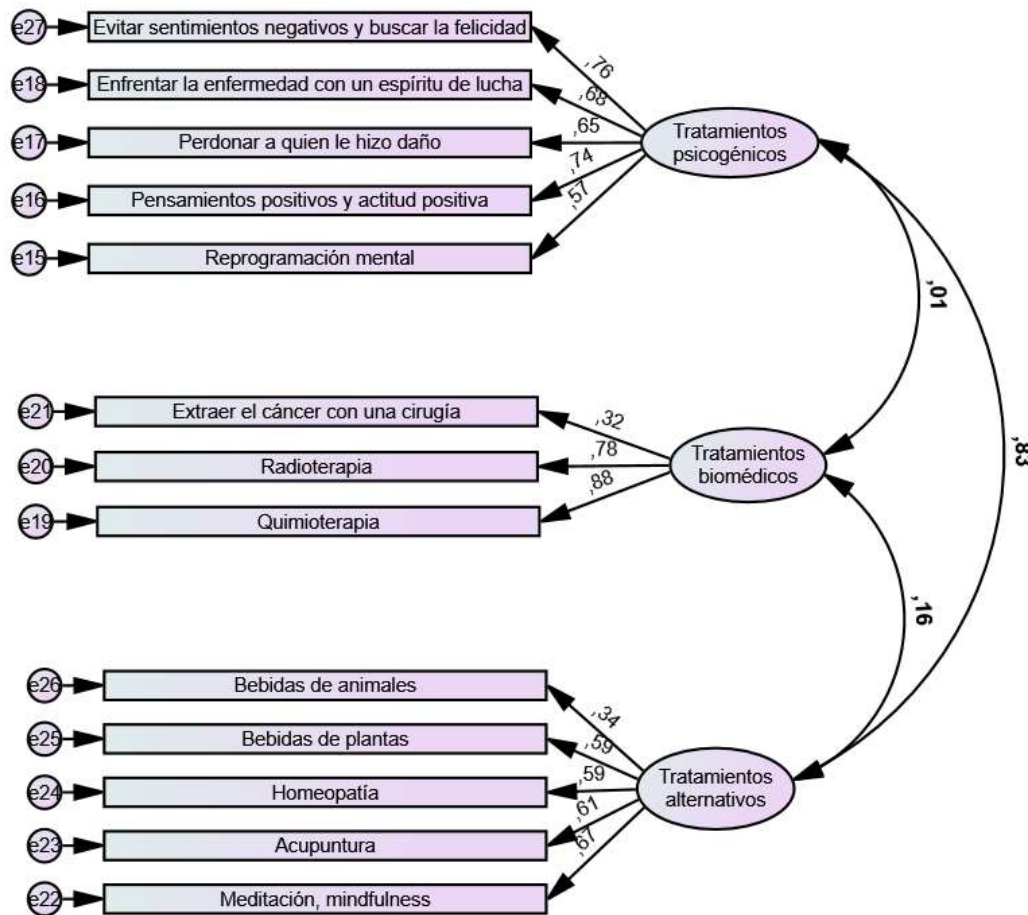 e27
Evitar sentimientos negativos y buscar la felicidad
,76
e18
Enfrentar la enfermedad con un espíritu de lucha
,68
e17
Perdonar a quien le hizo daño
,65
e16
Pensamientos positivos y actitud positiva
,74
e15
Reprogramación mental
,57
Tratamientos
psicogénicos
,01
,83
e21
Extraer el cáncer con una cirugía
,32
e20
Radioterapia
,78
e19
Quimioterapia
,88
Tratamientos
biomédicos
,16
e26
Bebidas de animales
,34
e25
Bebidas de plantas
,59
e24
Homeopatía
,59
e23
Acupuntura
,61
e22
Meditación, mindfulness
,67
Tratamientos
alternativos